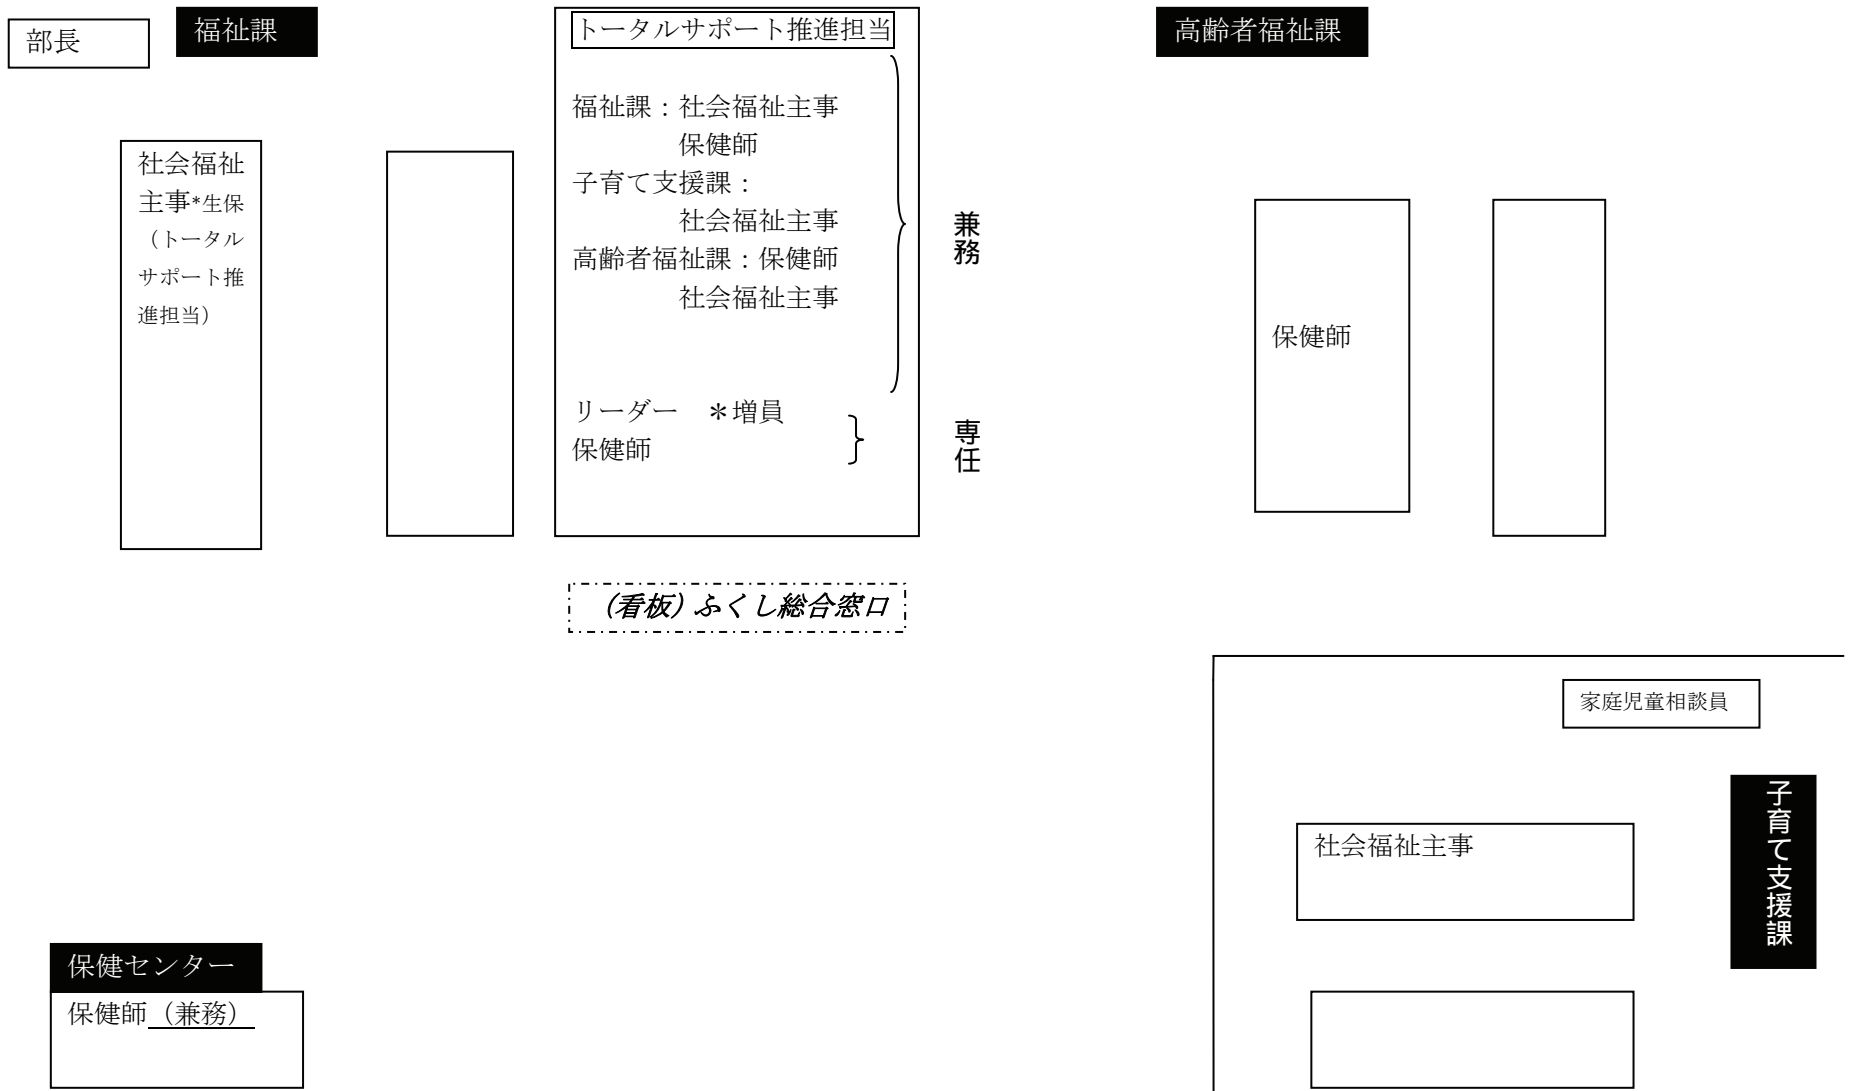 部長
福祉課
トータルサポート推進担当
高齢者福祉課
社会福祉
主事*生保
（トータル
サポート推
進担当）
福祉課：社会福祉主事
保健師
子育て支援課：
社会福祉主事
高齢者福祉課：保健師
社会福祉主事
兼務
リーダー　＊増員
保健師
専任
保健師
（看板）ふくし総合窓口
家庭児童相談員
子育て支援課
社会福祉主事
保健センター
保健師（兼務）